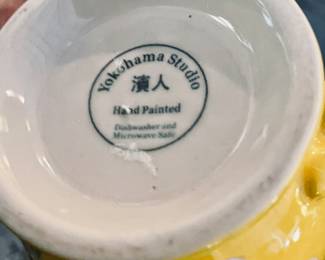 Yokohama Studio
濱人
Hand Painted
Dishwasher and
Microwave Safe